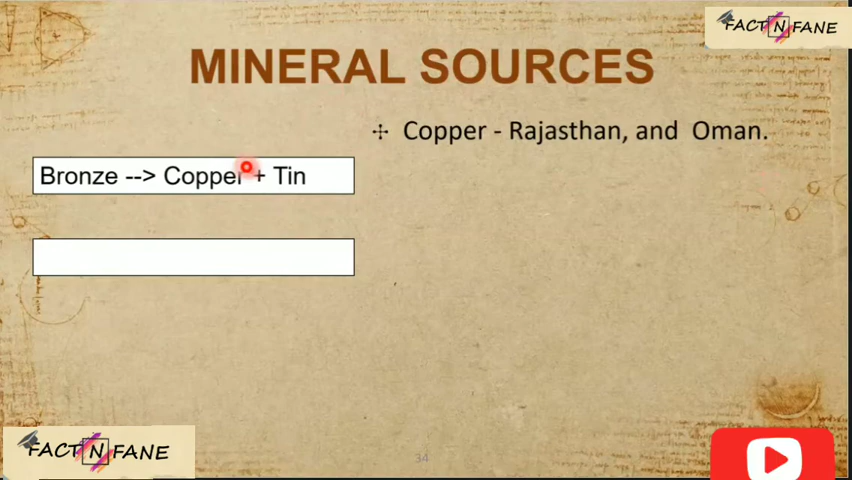 FACT N FANE
MINERAL SOURCES
Copper - Rajasthan, and Oman.
Bronze --> Copper + Tin
FACT N FANE
34